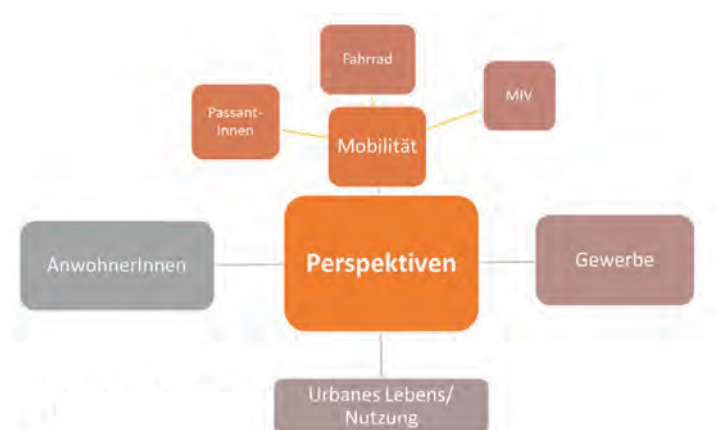 Fahrrad
MIV
Passant-
Innen
Mobilität
AnwohnerInnen
Perspektiven
Gewerbe
Urbanes Lebens/
Nutzung